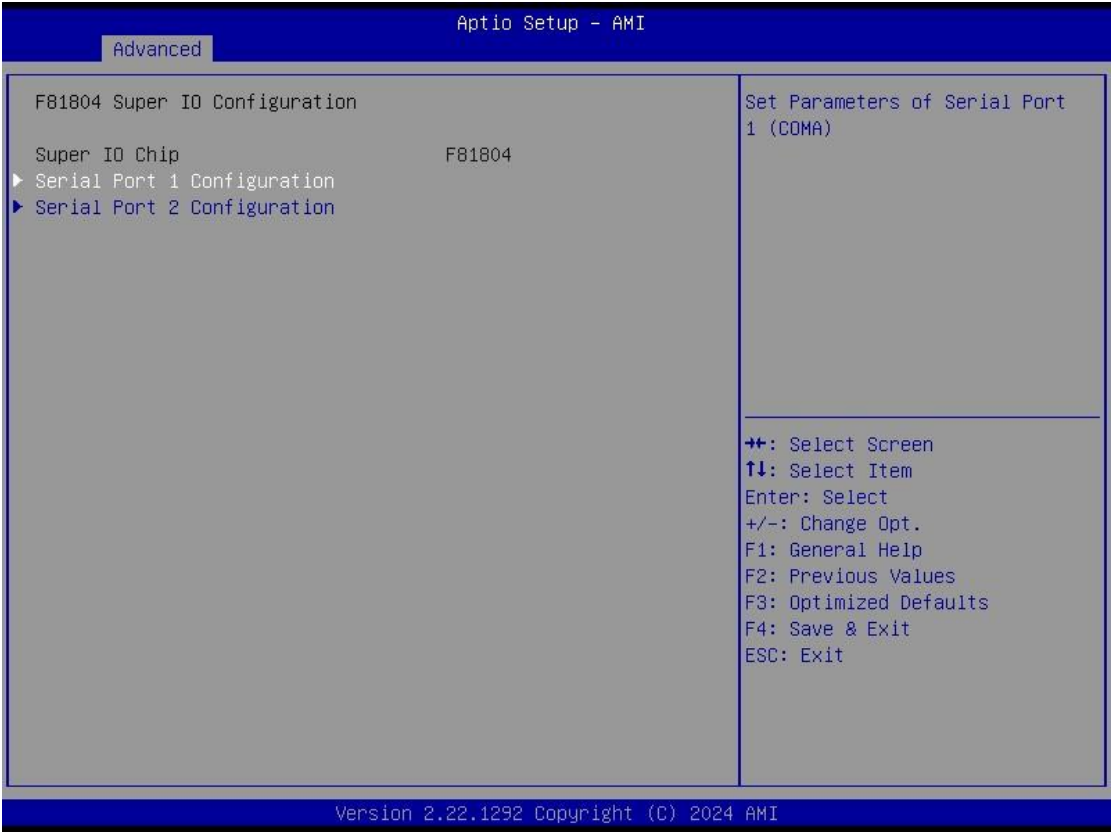 Aptio Setup – AMI
Advanced
F81804 Super IO Configuration
Super IO Chip F81804
Serial Port 1 Configuration
Serial Port 2 Configuration
Set Parameters of Serial Port
1 (COMA)
→←: Select Screen
↑↓: Select Item
Enter: Select
+/-: Change Opt.
F1: General Help
F2: Previous Values
F3: Optimized Defaults
F4: Save & Exit
ESC: Exit
Version 2.22.1292 Copyright (C) 2024 AMI